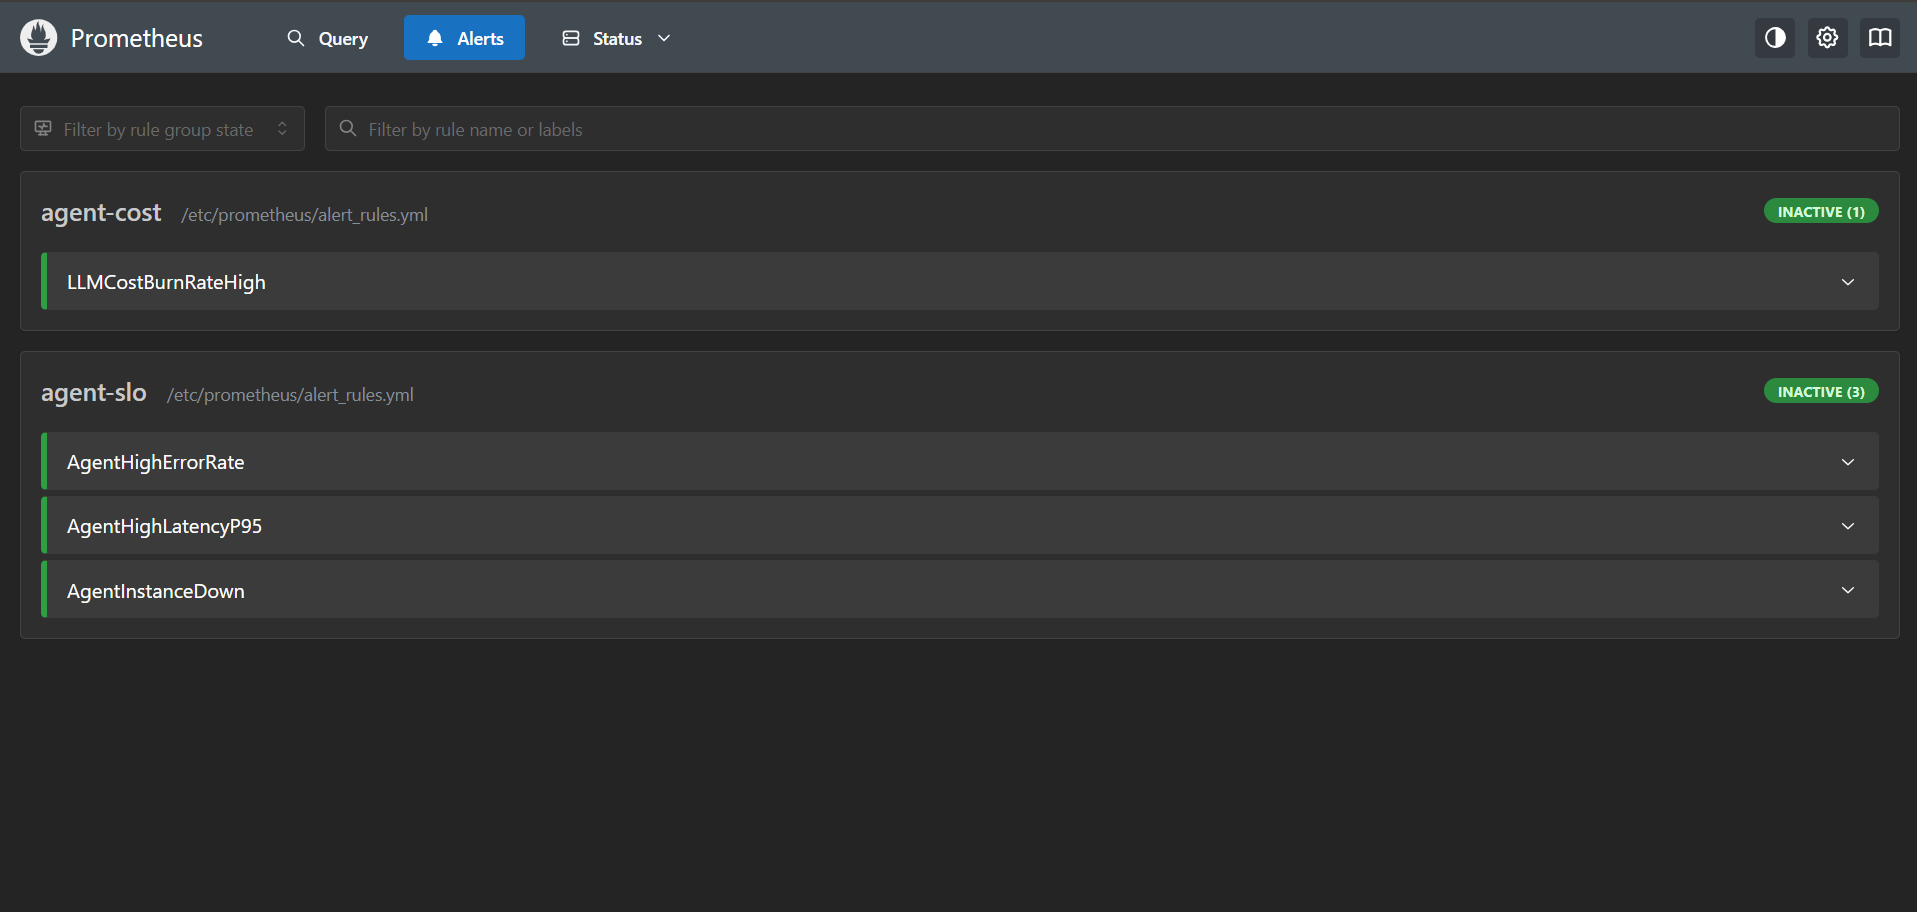 Prometheus Query Alerts Status
Filter by rule group state Filter by rule name or labels
agent-cost /etc/prometheus/alert_rules.yml INACTIVE (1)
LLMCostBurnRateHigh
agent-slo /etc/prometheus/alert_rules.yml INACTIVE (3)
AgentHighErrorRate
AgentHighLatencyP95
AgentInstanceDown